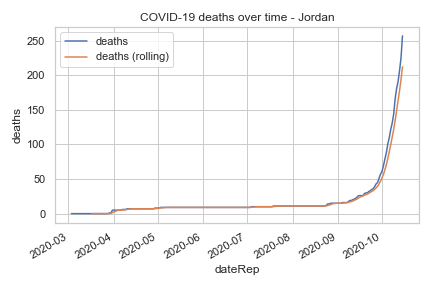 COVID-19 deaths over time - Jordan
deaths
deaths (rolling)
250
200
150
100
50
0
deaths
2020-03
2020-04
2020-05
2020-06
2020-07
2020-08
2020-09
2020-10
dateRep